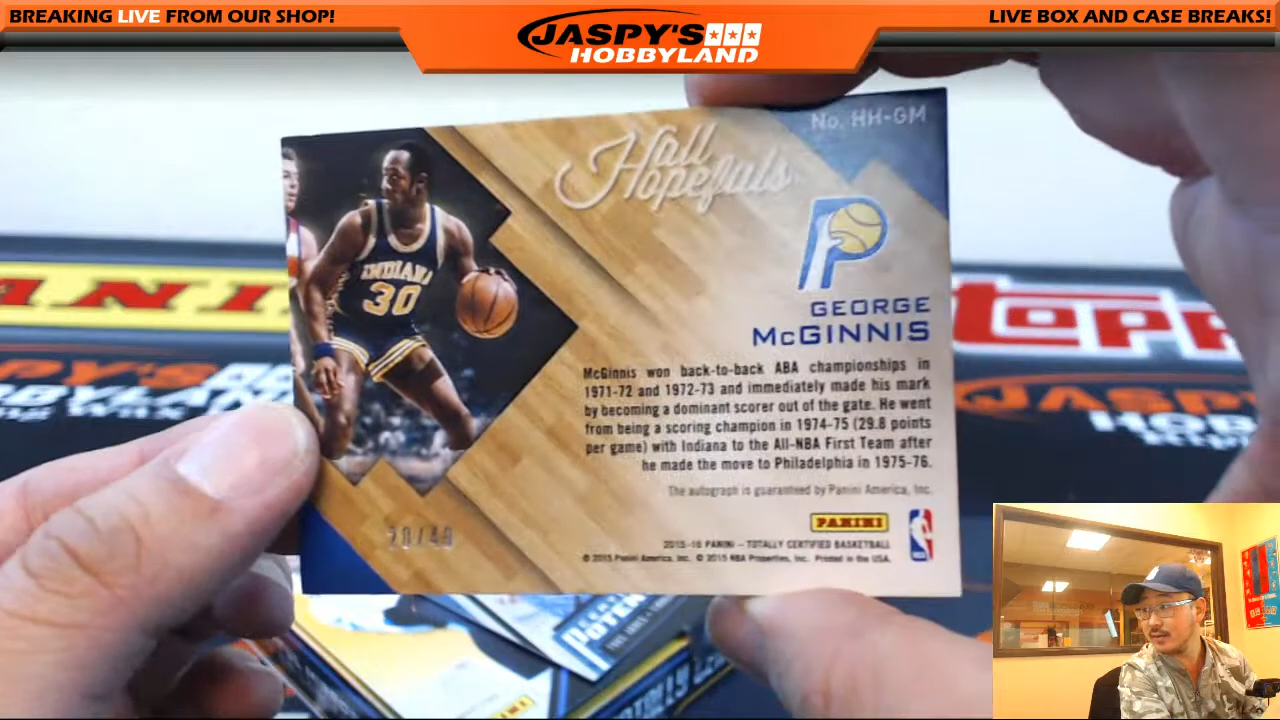 BREAKING LIVE FROM OUR SHOP!
JASPY'S
HOBBYLAND
LIVE BOX AND CASE BREAKS!
No. HH-GM
Hall
Hopefuls
INDIANA
30
GEORGE
McGINNIS
McGinnis won back-to-back ABA championships in
1971-72 and 1972-73 and immediately made his mark
by becoming a dominant scorer out of the gate. He went
from being a scoring champion in 1974-75 (29.8 points
per game) with Indiana to the All-NBA First Team after
he made the move to Philadelphia in 1975-76.
The autograph is guaranteed by Panini America, Inc.
PANINI
2015-16 PANINI – TOTALLY CERTIFIED BASKETBALL
© 2015 Panini America, Inc. © 2015 NBA Properties, Inc. Printed in the USA.